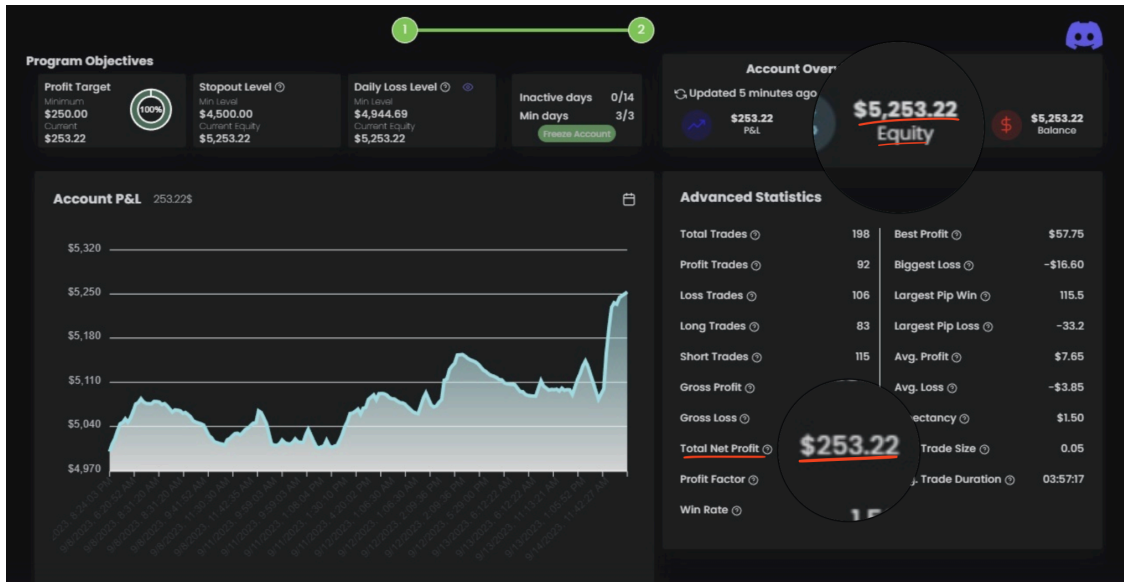 1
2
Program Objectives
Profit Target
Minimum
$250.00
Current
$253.22
100%
Stopout Level
Min Level
$4,500.00
Current Equity
$5,253.22
Daily Loss Level
Min Level
$4,944.69
Current Equity
$5,253.22
Inactive days 0/14
Min days 3/3
Freeze Account
Account Over
Updated 5 minutes ago
$253.22
P&L
$5,253.22
Equity
$5,253.22
Balance
Account P&L 253.22$
$5,320
$5,250
$5,180
$5,110
$5,040
$4,970
Advanced Statistics
Total Trades 198
Profit Trades 92
Loss Trades 106
Long Trades 83
Short Trades 115
Gross Profit
Gross Loss
Total Net Profit $253.22
Profit Factor
Win Rate
Best Profit $57.75
Biggest Loss -$16.60
Largest Pip Win 115.5
Largest Pip Loss -33.2
Avg. Profit $7.65
Avg. Loss -$3.85
ectancy $1.50
Trade Size 0.05
. Trade Duration 03:57:17